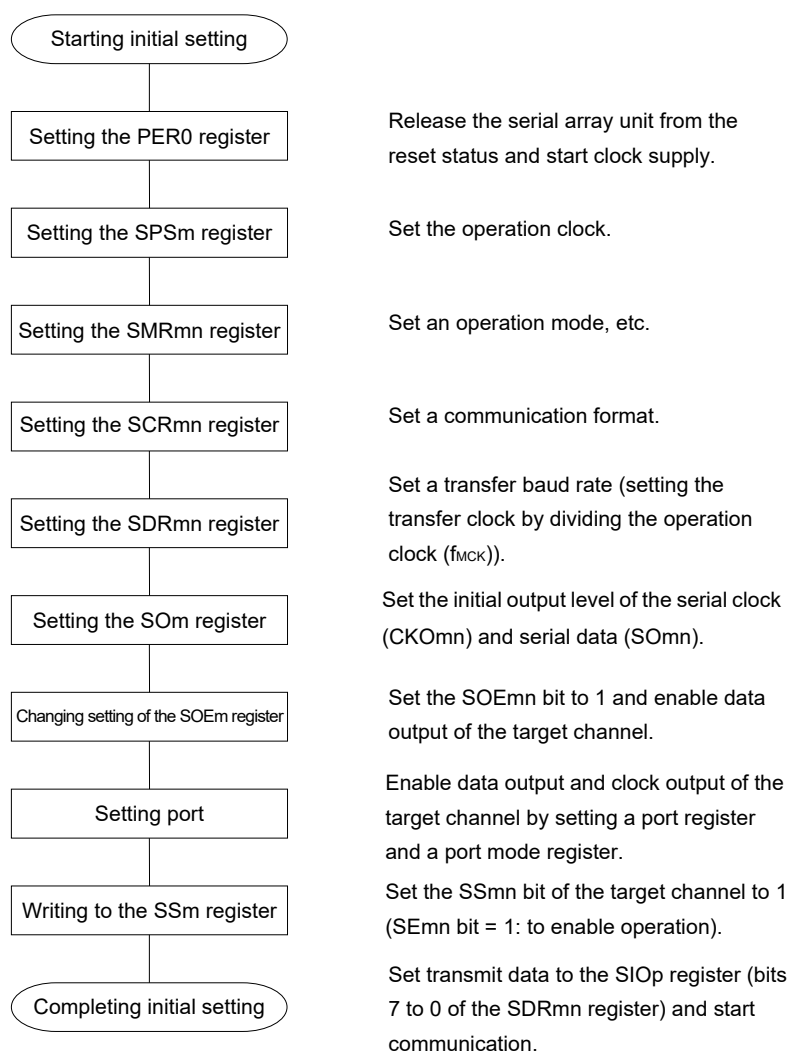 Starting initial setting
Setting the PER0 register
Release the serial array unit from the
reset status and start clock supply.
Setting the SPSm register
Set the operation clock.
Setting the SMRmn register
Set an operation mode, etc.
Setting the SCRmn register
Set a communication format.
Setting the SDRmn register
Set a transfer baud rate (setting the
transfer clock by dividing the operation
clock (fMCK)).
Setting the SOm register
Set the initial output level of the serial clock
(CKOmn) and serial data (SOmn).
Changing setting of the SOEm register
Set the SOEmn bit to 1 and enable data
output of the target channel.
Setting port
Enable data output and clock output of the
target channel by setting a port register
and a port mode register.
Writing to the SSm register
Set the SSmn bit of the target channel to 1
(SEmn bit = 1: to enable operation).
Completing initial setting
Set transmit data to the SIOp register (bits
7 to 0 of the SDRmn register) and start
communication.